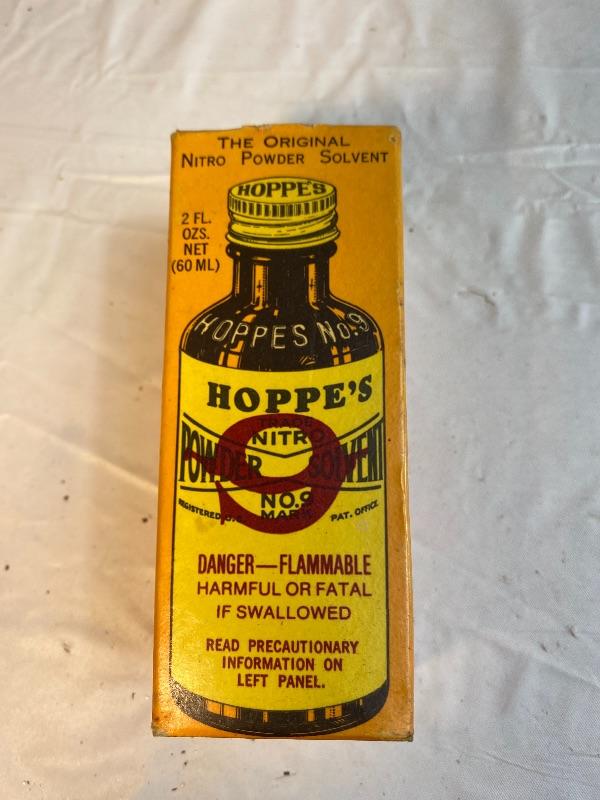 THE ORIGINAL
NITRO POWDER SOLVENT
HOPPE'S
2 FL.
OZS.
NET
(60 ML)
HOPPES NO.9
HOPPE'S
TRADE
NITRO
POWDER SOLVENT
9
NO.9
REGISTERED U.S. MARK PAT. OFFICE
DANGER—FLAMMABLE
HARMFUL OR FATAL
IF SWALLOWED
READ PRECAUTIONARY
INFORMATION ON
LEFT PANEL.